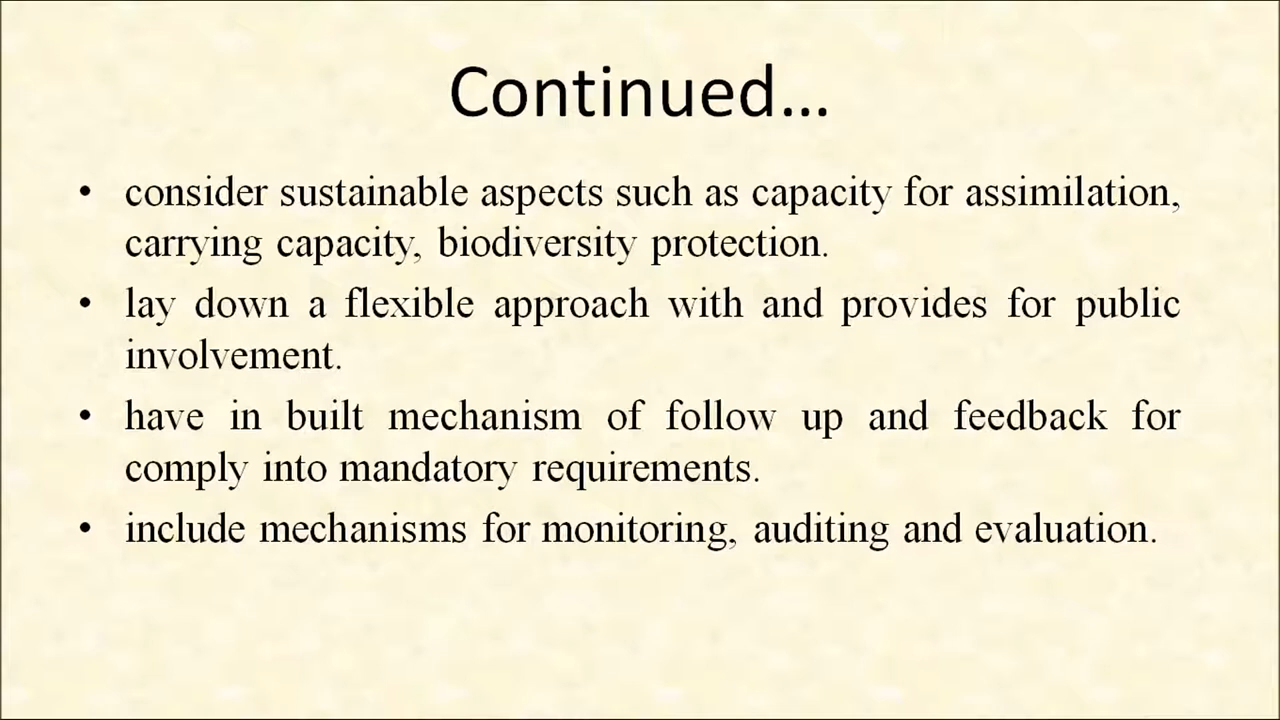 Continued...
• consider sustainable aspects such as capacity for assimilation,
carrying capacity, biodiversity protection.
• lay down a flexible approach with and provides for public
involvement.
• have in built mechanism of follow up and feedback for
comply into mandatory requirements.
• include mechanisms for monitoring, auditing and evaluation.